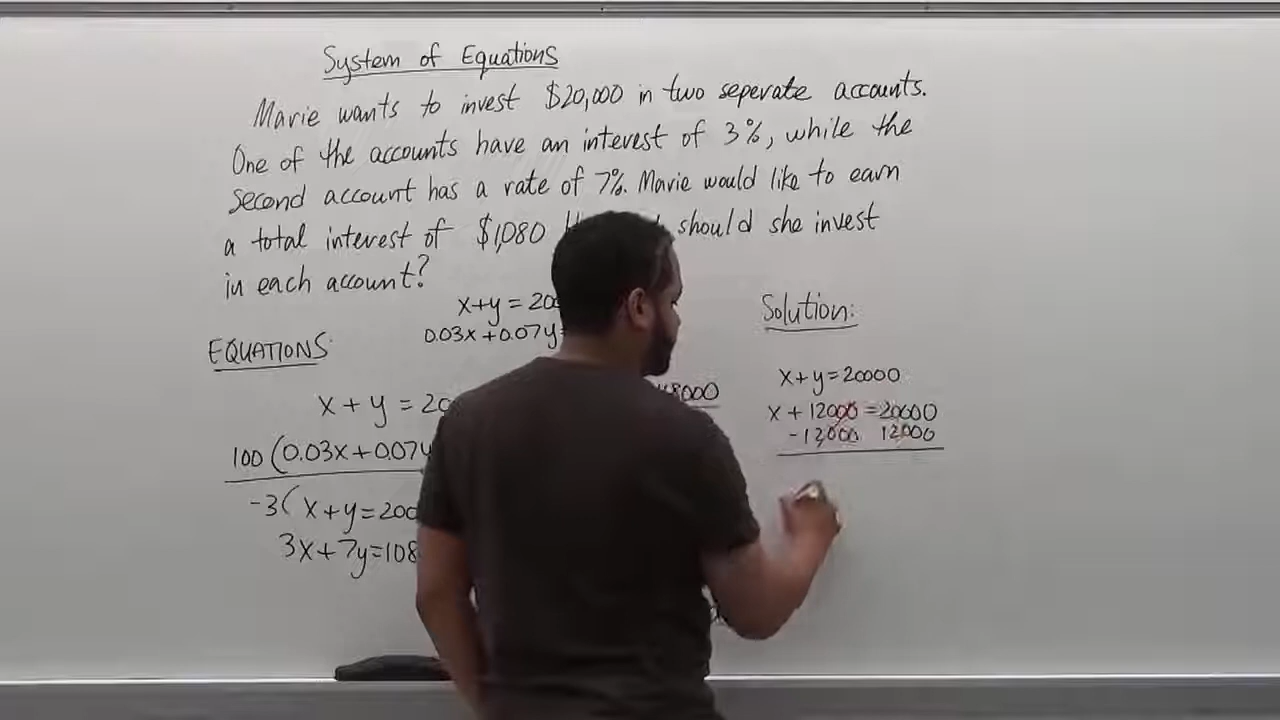 System of Equations
Marie wants to invest $20,000 in two seperate accounts.
One of the accounts have an interest of 3%, while the
second account has a rate of 7%. Marie would like to earn
a total interest of $1,080 should she invest
in each account?
x+y = 20
0.03x+0.07y=
EQUATIONS:
x + y = 20
100 (0.03x+0.07y
-3( x+y=200
3x+7y=108
8000
Solution:
x+y=20000
x + 12000 = 20000
-12000 12000